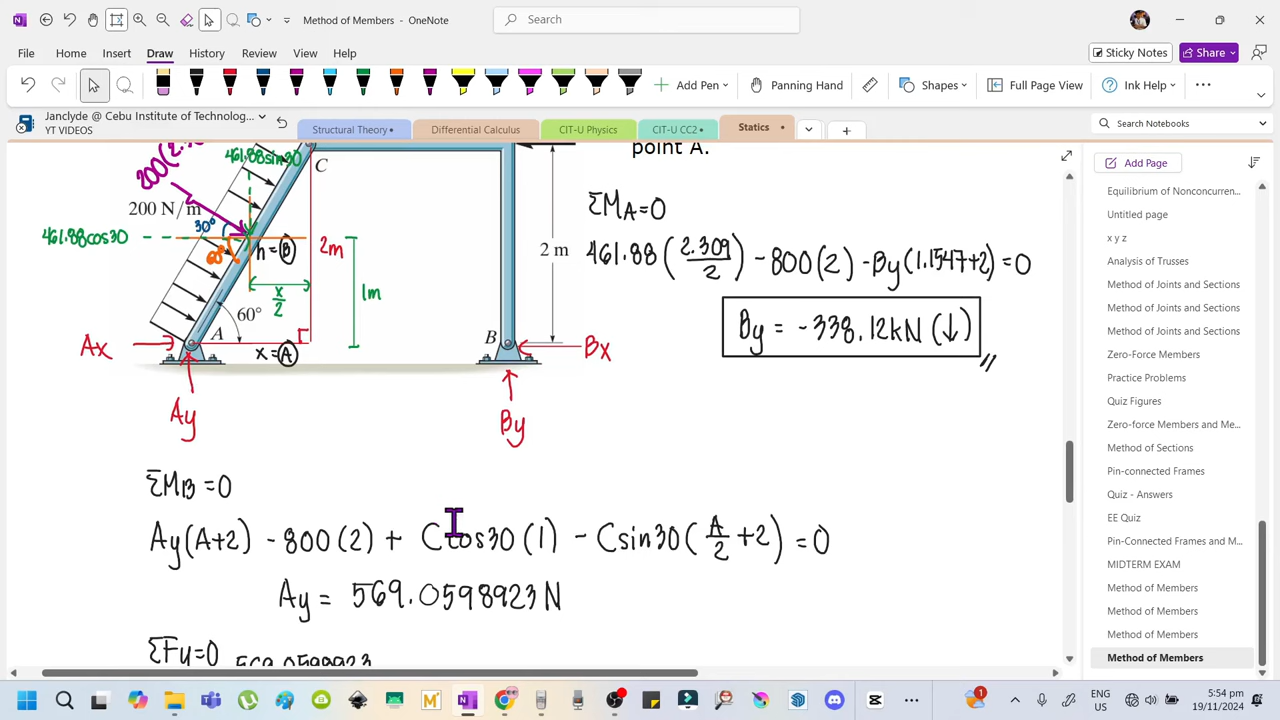 Method of Members - OneNote
Search
File Home Insert Draw History Review View Help
Sticky Notes
Share
Add Pen
Panning Hand
Shapes
Full Page View
Ink Help
Janclyde @ Cebu Institute of Technolog...
YT VIDEOS
Structural Theory
Differential Calculus
CIT-U Physics
CIT-U CC2
Statics
Search Notebooks
Add Page
Equilibrium of Nonconcurren...
Untitled page
x y z
Analysis of Trusses
Method of Joints and Sections
Method of Joints and Sections
Method of Joints and Sections
Zero-Force Members
Practice Problems
Quiz Figures
Zero-force Members and Me...
Method of Sections
Pin-connected Frames
Quiz - Answers
EE Quiz
Pin-Connected Frames and M...
MIDTERM EXAM
Method of Members
Method of Members
Method of Members
Method of Members
point A.
461.88sin30
C
200 N/m
30°
461.88cos30
60°
h=B
2m
2 m
x/2
1m
60°
A
B
Ax
x=A
Bx
Ay
By
ΣMA=0
461.88(2.309/2) -800(2) -By(1.1547+2)=0
By = -338.12kN(↓)
ΣMB=0
Ay(A+2) -800(2) + Ccos30(1) - Csin30(A/2 +2) =0
Ay = 569.0598923N
ΣFy=0
569.0598923
ENG
US
5:54 pm
19/11/2024
1